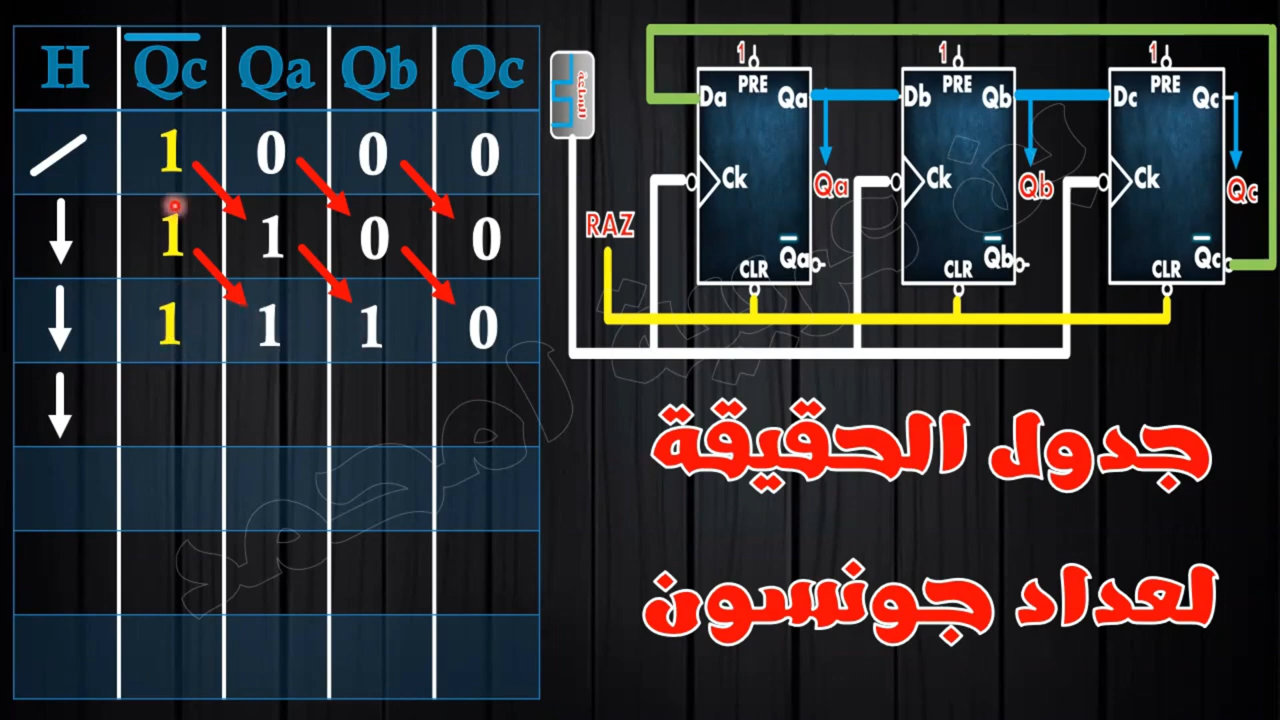 H Qc Qa Qb Qc
1 0 0 0
1 1 0 0
1 1 1 0
الساعة
RAZ
1 PRE Da Qa Ck CLR Qa
Qa
1 PRE Db Qb Ck CLR Qb
Qb
1 PRE Dc Qc Ck CLR Qc
Qc
جدول الحقيقة
لعداد جونسون